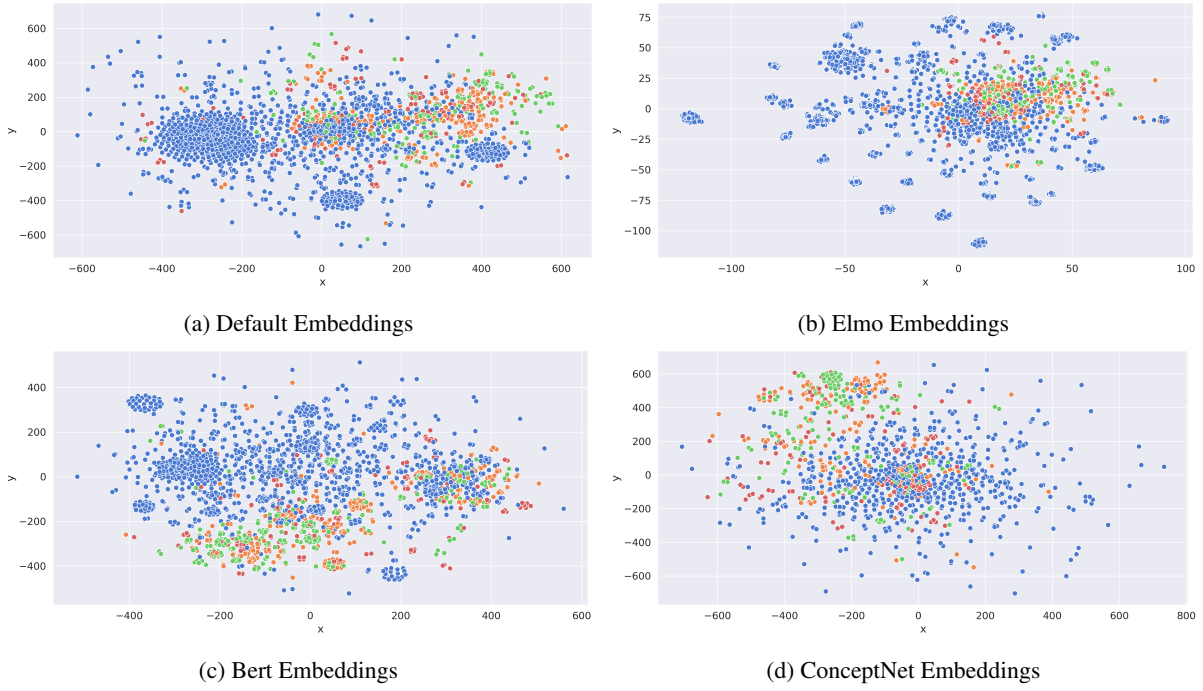 600
400
200
0
−200
−400
−600
y
−600 −400 −200 0 200 400 600
x
(a) Default Embeddings
75
50
25
0
−25
−50
−75
−100
y
−100 −50 0 50 100
x
(b) Elmo Embeddings
400
200
0
−200
−400
y
−400 −200 0 200 400 600
x
(c) Bert Embeddings
600
400
200
0
−200
−400
−600
y
−800 −600 −400 −200 0 200 400 600 800
x
(d) ConceptNet Embeddings